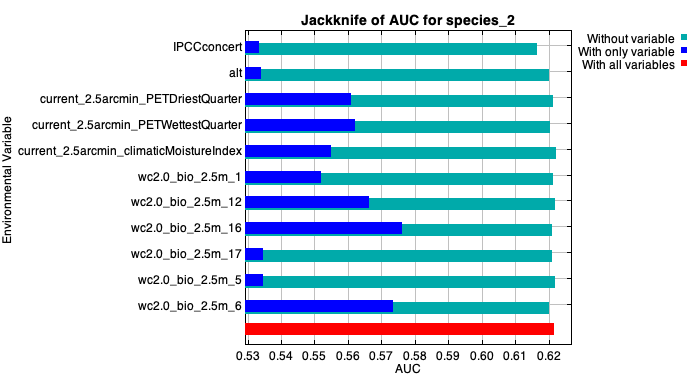 Jackknife of AUC for species_2
Without variable
With only variable
With all variables
Environmental Variable
IPCCconcert
alt
current_2.5arcmin_PETDriestQuarter
current_2.5arcmin_PETWettestQuarter
current_2.5arcmin_climaticMoistureIndex
wc2.0_bio_2.5m_1
wc2.0_bio_2.5m_12
wc2.0_bio_2.5m_16
wc2.0_bio_2.5m_17
wc2.0_bio_2.5m_5
wc2.0_bio_2.5m_6
0.53 0.54 0.55 0.56 0.57 0.58 0.59 0.60 0.61 0.62
AUC